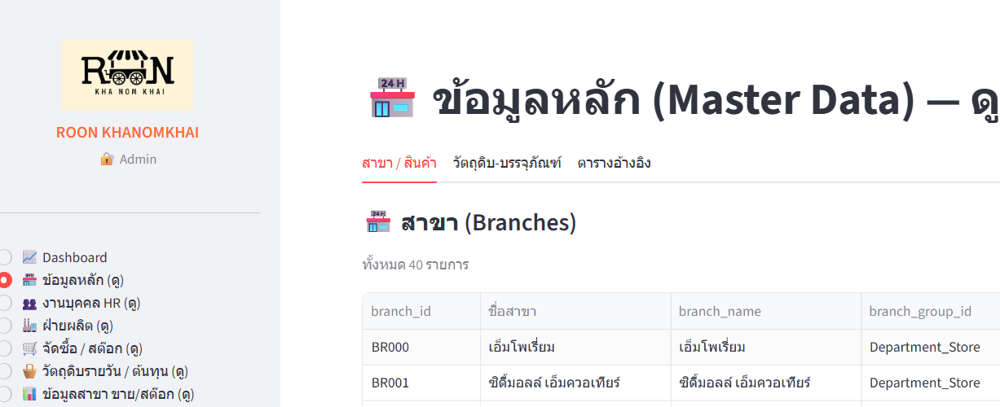 ROON
KHA NOM KHAI
ROON KHANOMKHAI
Admin
Dashboard
ข้อมูลหลัก (ดู)
งานบุคคล HR (ดู)
ฝ่ายผลิต (ดู)
จัดซื้อ / สต๊อก (ดู)
วัตถุดิบรายวัน / ต้นทุน (ดู)
ข้อมูลสาขา ขาย/สต๊อก (ดู)
24 H ข้อมูลหลัก (Master Data) — ดู
สาขา / สินค้า วัตถุดิบ-บรรจุภัณฑ์ ตารางอ้างอิง
24 H สาขา (Branches)
ทั้งหมด 40 รายการ
branch_id ชื่อสาขา branch_name branch_group_id
BR000 เอ็มโพเรี่ยม เอ็มโพเรี่ยม Department_Store
BR001 ซิตี้มอลล์ เอ็มควอเทียร์ ซิตี้มอลล์ เอ็มควอเทียร์ Department_Store